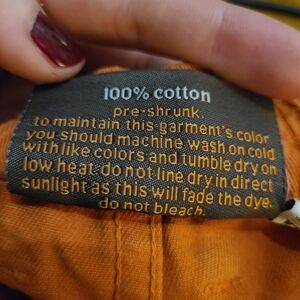 100% cotton
pre-shrunk.
to maintain this garment's color
you should machine wash on cold
with like colors and tumble dry on
low heat. do not line dry in direct
sunlight as this will fade the dye.
do not bleach.